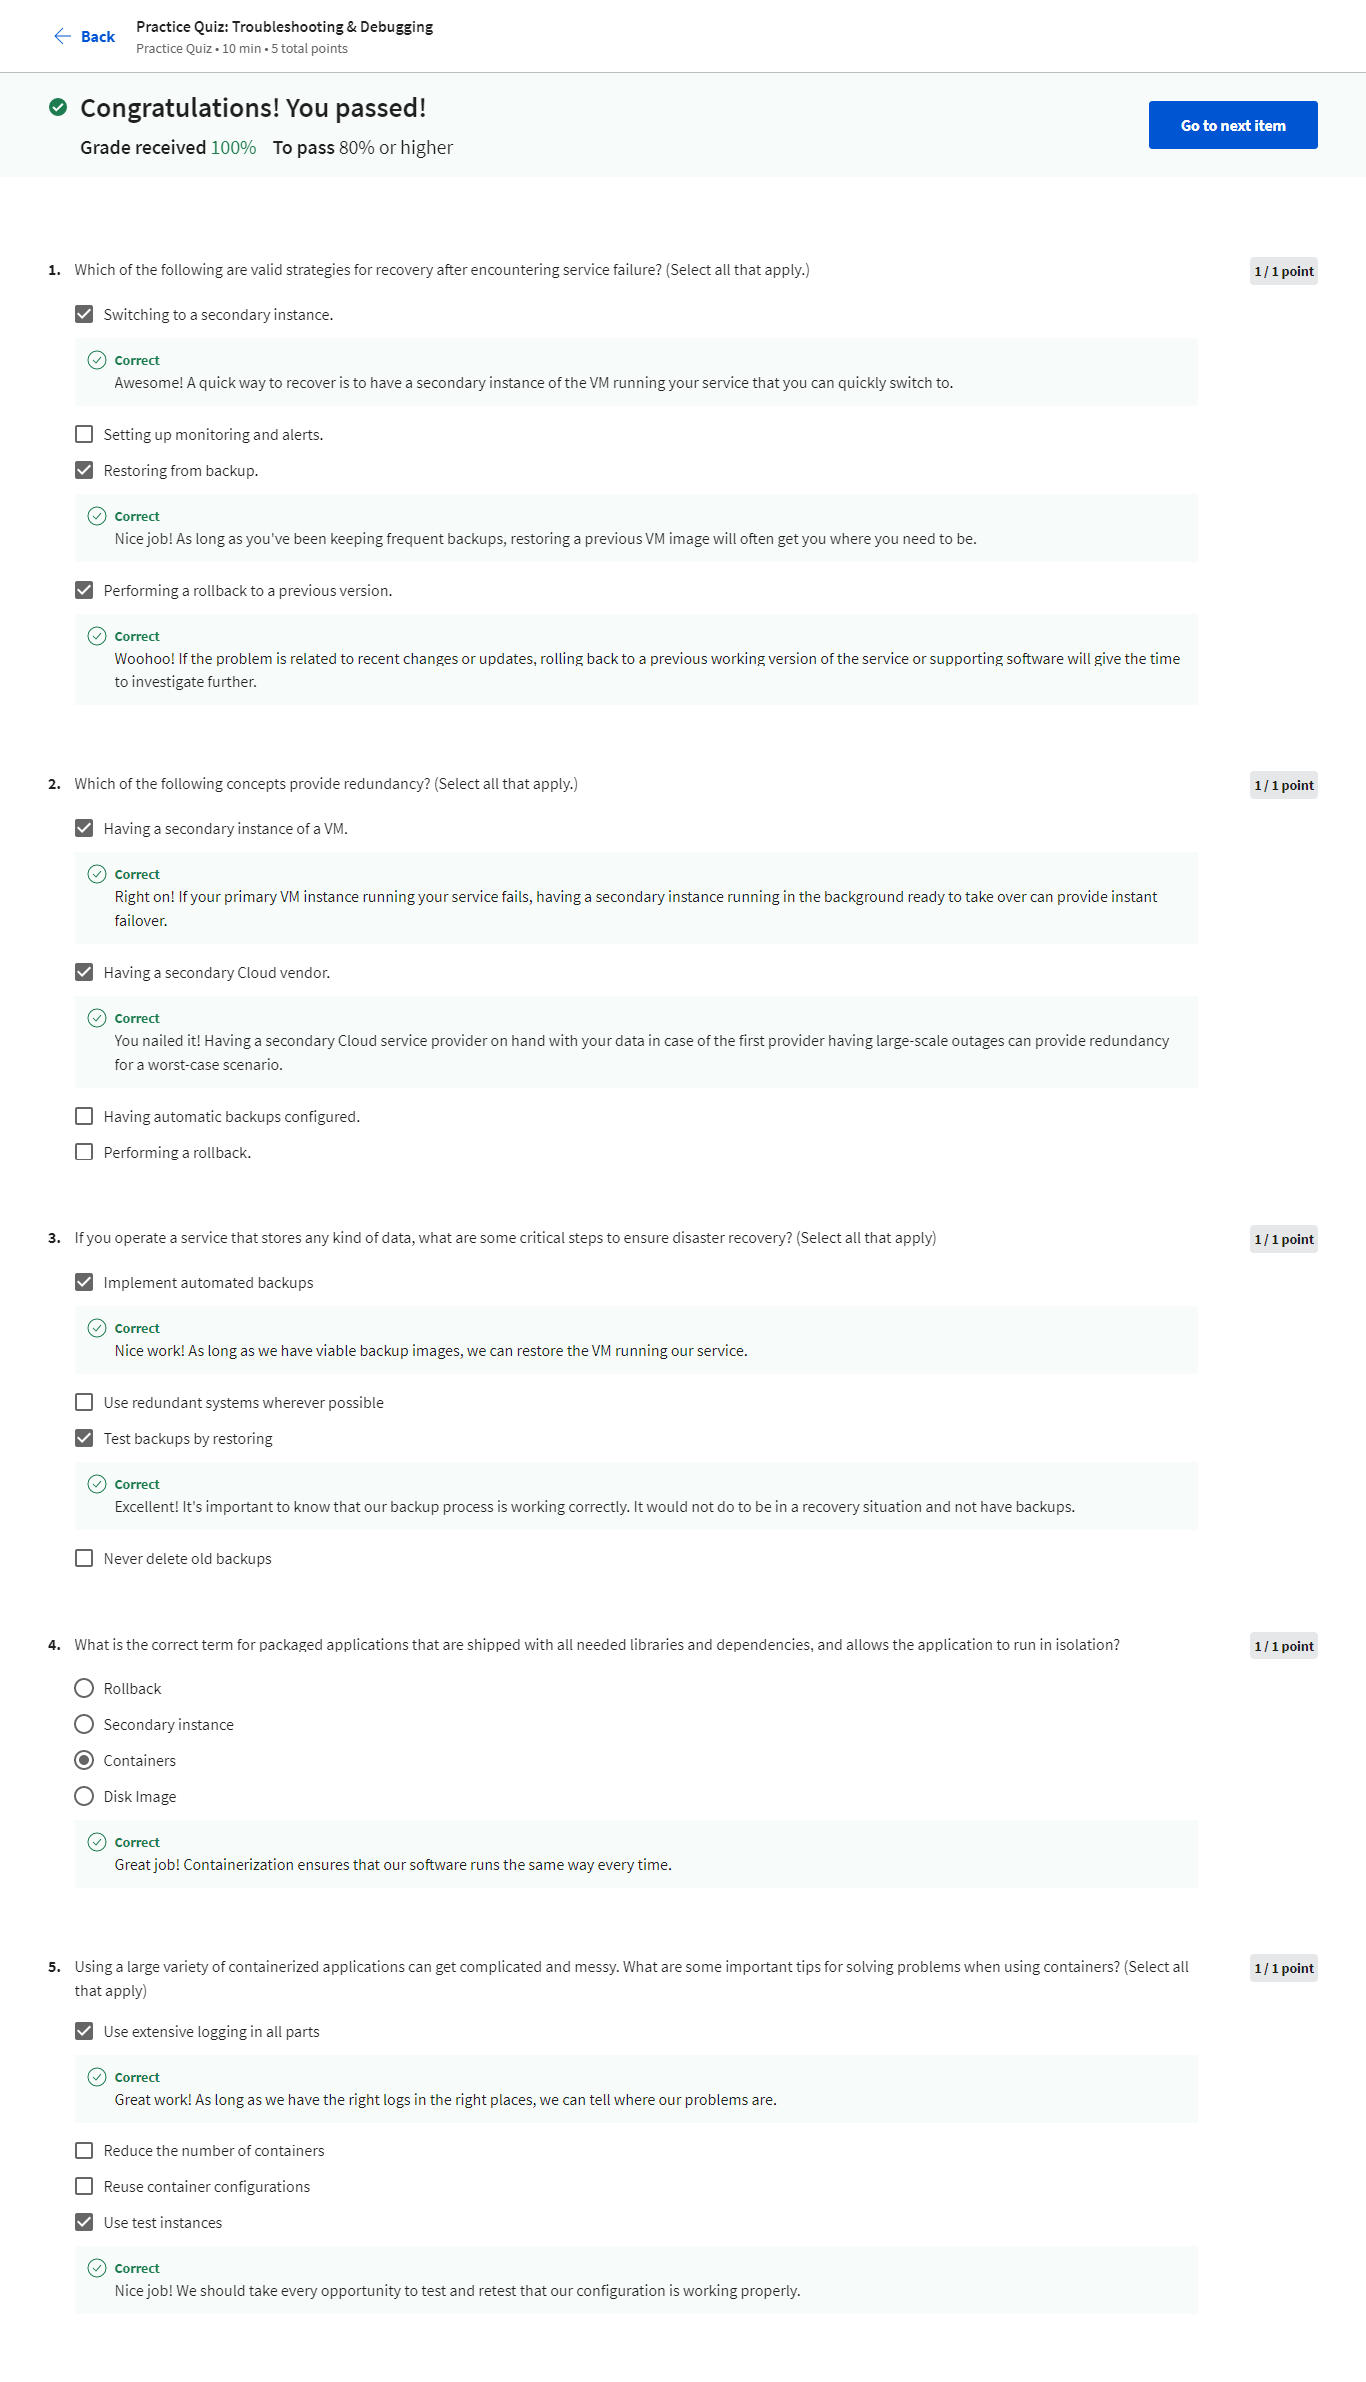 Back
Practice Quiz: Troubleshooting & Debugging
Practice Quiz • 10 min • 5 total points
Congratulations! You passed!
Grade received 100% To pass 80% or higher
Go to next item
1. Which of the following are valid strategies for recovery after encountering service failure? (Select all that apply.)
1 / 1 point
Switching to a secondary instance.
Correct
Awesome! A quick way to recover is to have a secondary instance of the VM running your service that you can quickly switch to.
Setting up monitoring and alerts.
Restoring from backup.
Correct
Nice job! As long as you've been keeping frequent backups, restoring a previous VM image will often get you where you need to be.
Performing a rollback to a previous version.
Correct
Woohoo! If the problem is related to recent changes or updates, rolling back to a previous working version of the service or supporting software will give the time
to investigate further.
2. Which of the following concepts provide redundancy? (Select all that apply.)
1 / 1 point
Having a secondary instance of a VM.
Correct
Right on! If your primary VM instance running your service fails, having a secondary instance running in the background ready to take over can provide instant
failover.
Having a secondary Cloud vendor.
Correct
You nailed it! Having a secondary Cloud service provider on hand with your data in case of the first provider having large-scale outages can provide redundancy
for a worst-case scenario.
Having automatic backups configured.
Performing a rollback.
3. If you operate a service that stores any kind of data, what are some critical steps to ensure disaster recovery? (Select all that apply)
1 / 1 point
Implement automated backups
Correct
Nice work! As long as we have viable backup images, we can restore the VM running our service.
Use redundant systems wherever possible
Test backups by restoring
Correct
Excellent! It's important to know that our backup process is working correctly. It would not do to be in a recovery situation and not have backups.
Never delete old backups
4. What is the correct term for packaged applications that are shipped with all needed libraries and dependencies, and allows the application to run in isolation?
1 / 1 point
Rollback
Secondary instance
Containers
Disk Image
Correct
Great job! Containerization ensures that our software runs the same way every time.
5. Using a large variety of containerized applications can get complicated and messy. What are some important tips for solving problems when using containers? (Select all
that apply)
1 / 1 point
Use extensive logging in all parts
Correct
Great work! As long as we have the right logs in the right places, we can tell where our problems are.
Reduce the number of containers
Reuse container configurations
Use test instances
Correct
Nice job! We should take every opportunity to test and retest that our configuration is working properly.